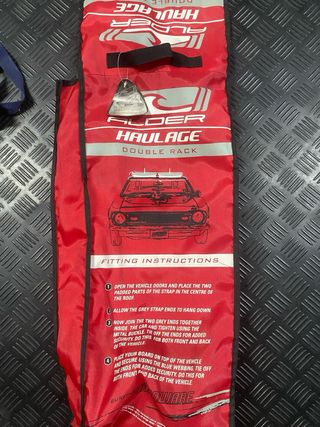 HAULAGE
ALDER
ALDER
HAULAGE
DOUBLE RACK
FITTING INSTRUCTIONS
1 OPEN THE VEHICLE DOORS AND PLACE THE TWO
PADDED PARTS OF THE STRAP IN THE CENTRE OF
THE ROOF
2 ALLOW THE GREY STRAP ENDS TO HANG DOWN.
3 NOW JOIN THE TWO GREY ENDS TOGETHER
INSIDE THE CAR AND TIGHTEN USING THE
METAL BUCKLE. TIE OFF THE ENDS FOR ADDED
SECURITY. DO THIS FOR BOTH FRONT AND BACK
OF THE VEHICLE.
4 PLACE YOUR BOARD ON TOP OF THE VEHICLE
AND SECURE USING THE BLUE WEBBING. TIE OFF
THE ENDS FOR ADDED SECURITY. DO THIS FOR
BOTH FRONT AND BACK OF THE VEHICLE.